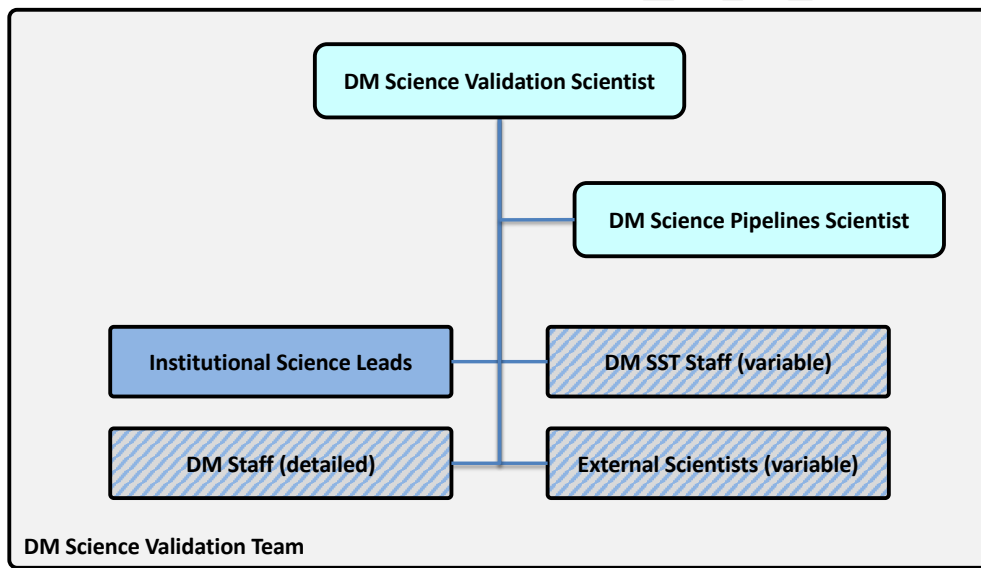 DM Science Validation Scientist
DM Science Pipelines Scientist
Institutional Science Leads
DM SST Staff (variable)
DM Staff (detailed)
External Scientists (variable)
DM Science Validation Team